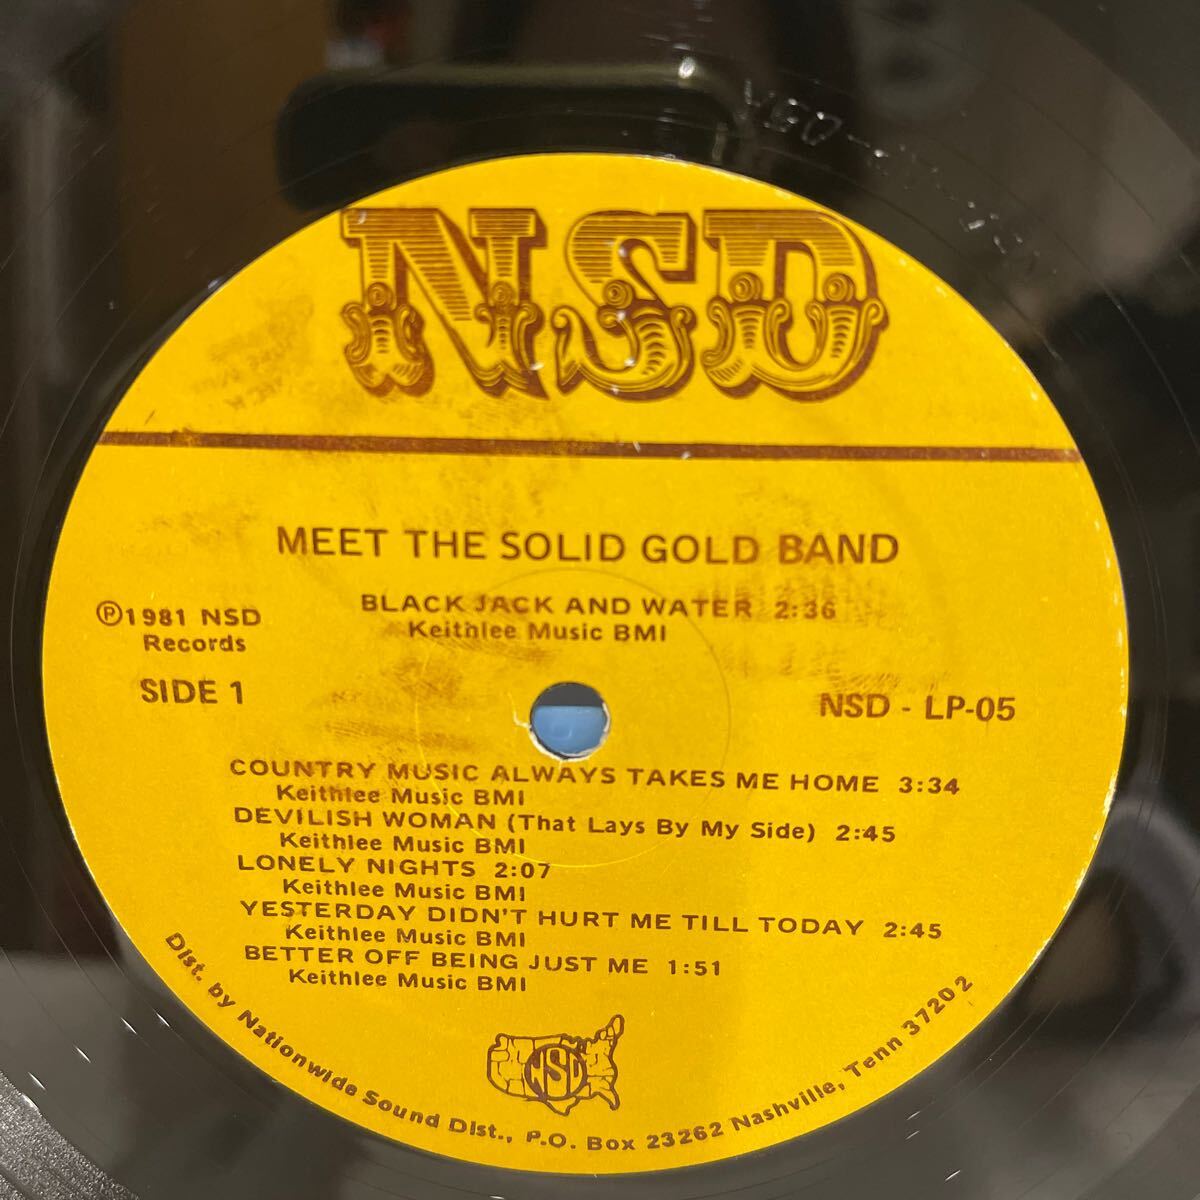 NSD
MEET THE SOLID GOLD BAND
BLACK JACK AND WATER 2:36
Keithlee Music BMI
℗1981 NSD
Records
SIDE 1
NSD - LP-05
COUNTRY MUSIC ALWAYS TAKES ME HOME 3:34
Keithlee Music BMI
DEVILISH WOMAN (That Lays By My Side) 2:45
Keithlee Music BMI
LONELY NIGHTS 2:07
Keithlee Music BMI
YESTERDAY DIDN'T HURT ME TILL TODAY 2:45
Keithlee Music BMI
BETTER OFF BEING JUST ME 1:51
Keithlee Music BMI
NSD
Dist. by Nationwide Sound Dist., P.O. Box 23262 Nashville, Tenn 37202